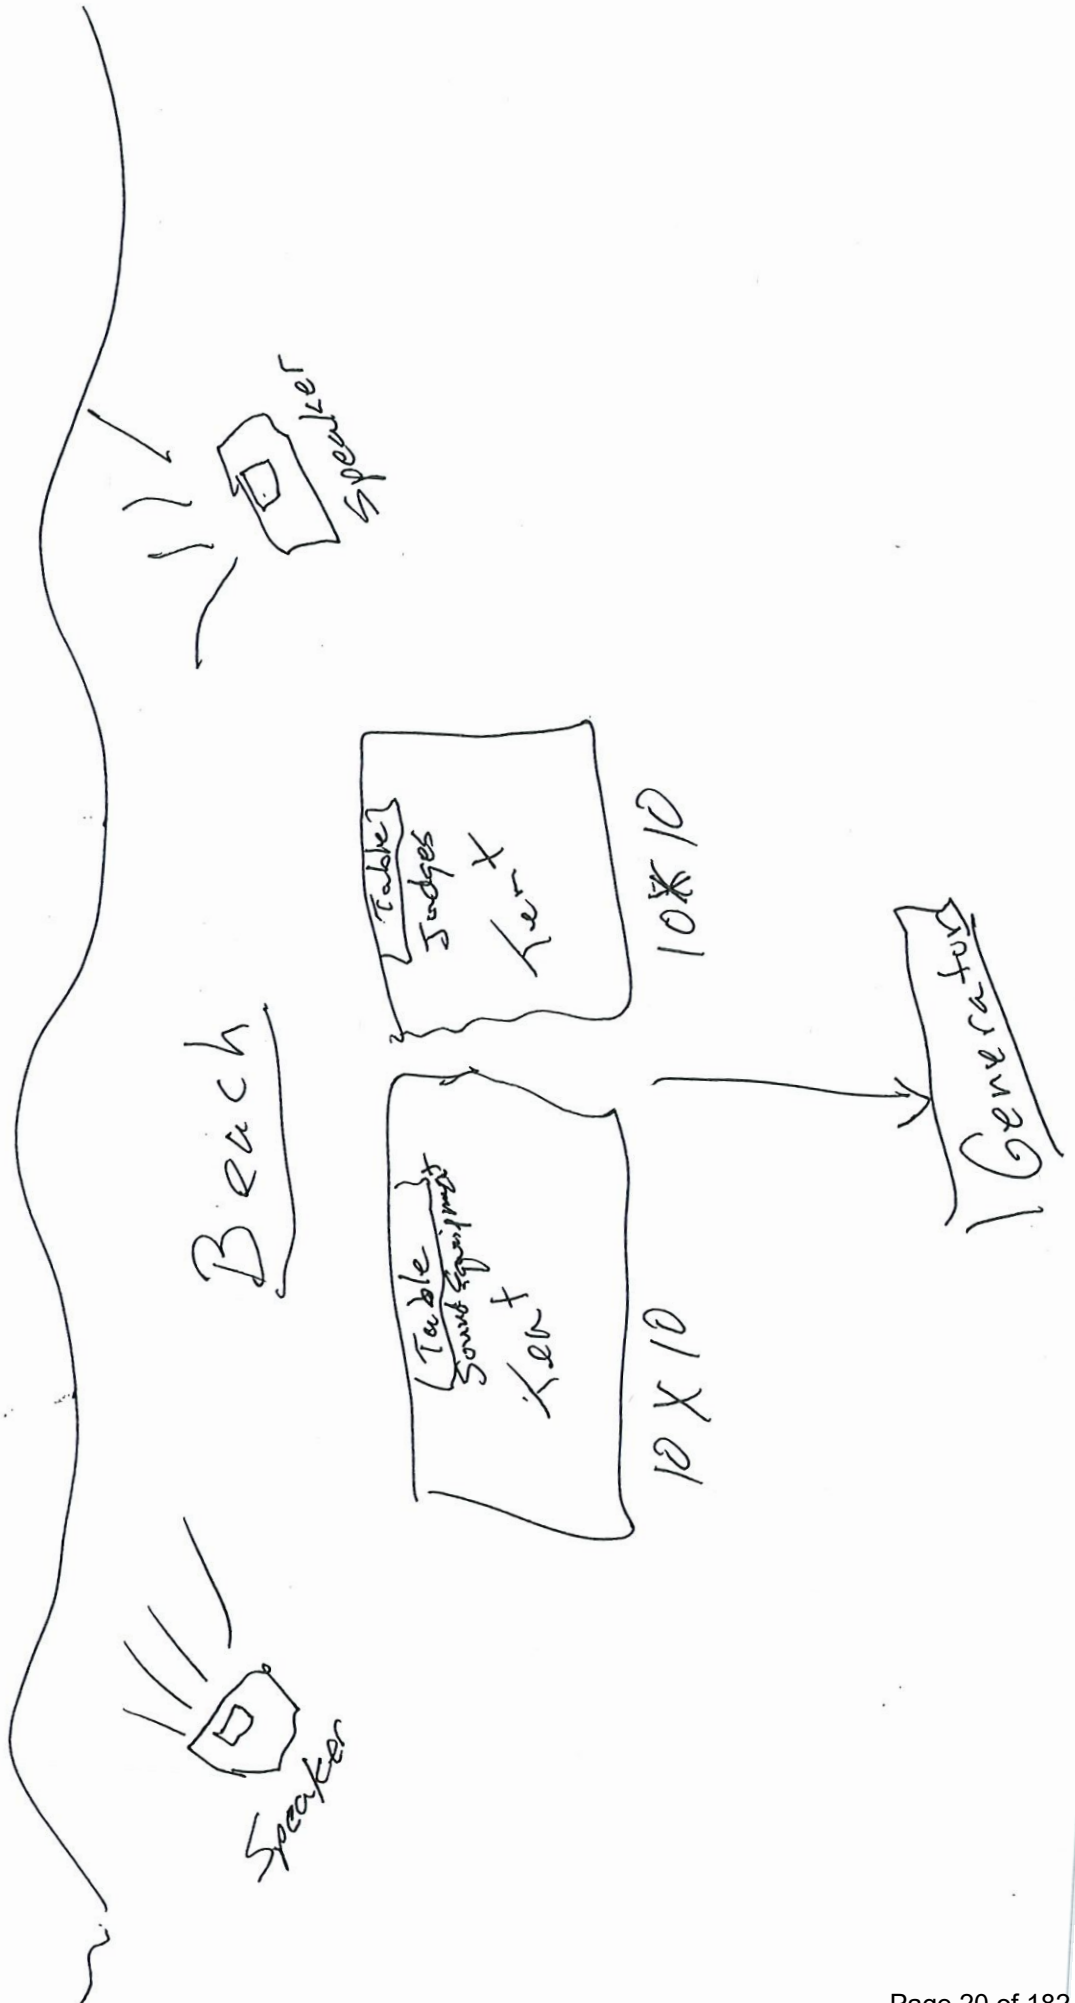 Beach
Speaker
Speaker
Table
Sound Equipment
Tent
10 X 10
Table
Judges
Tent
10 X 10
Generator
Page 20 of 182